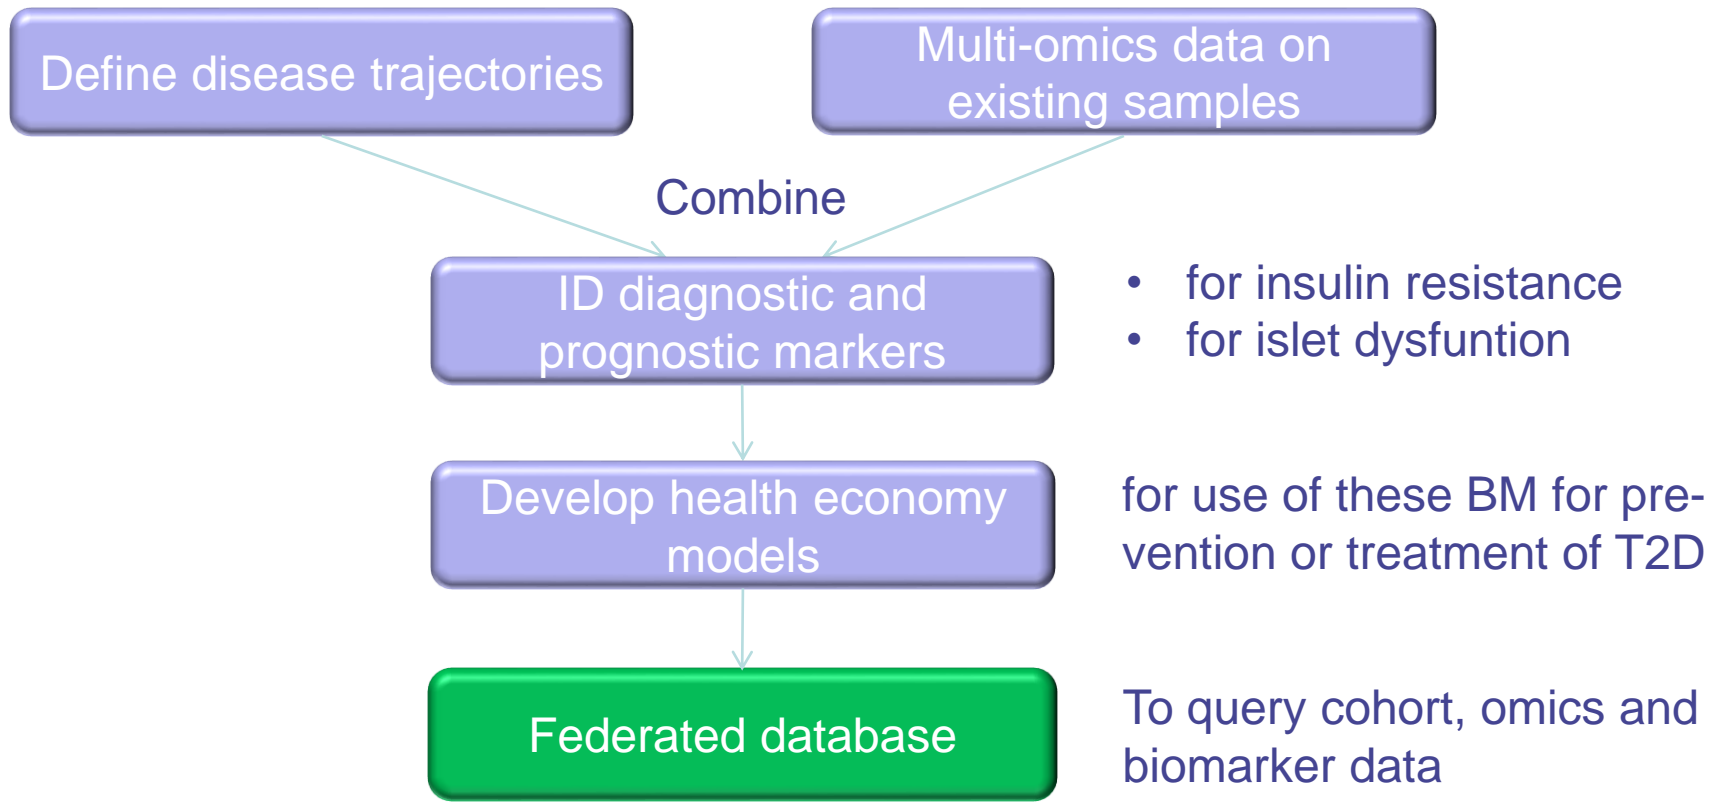 Define disease trajectories
Multi-omics data on
existing samples
Combine
ID diagnostic and
prognostic markers
• for insulin resistance
• for islet dysfuntion
Develop health economy
models
for use of these BM for pre-
vention or treatment of T2D
Federated database
To query cohort, omics and
biomarker data